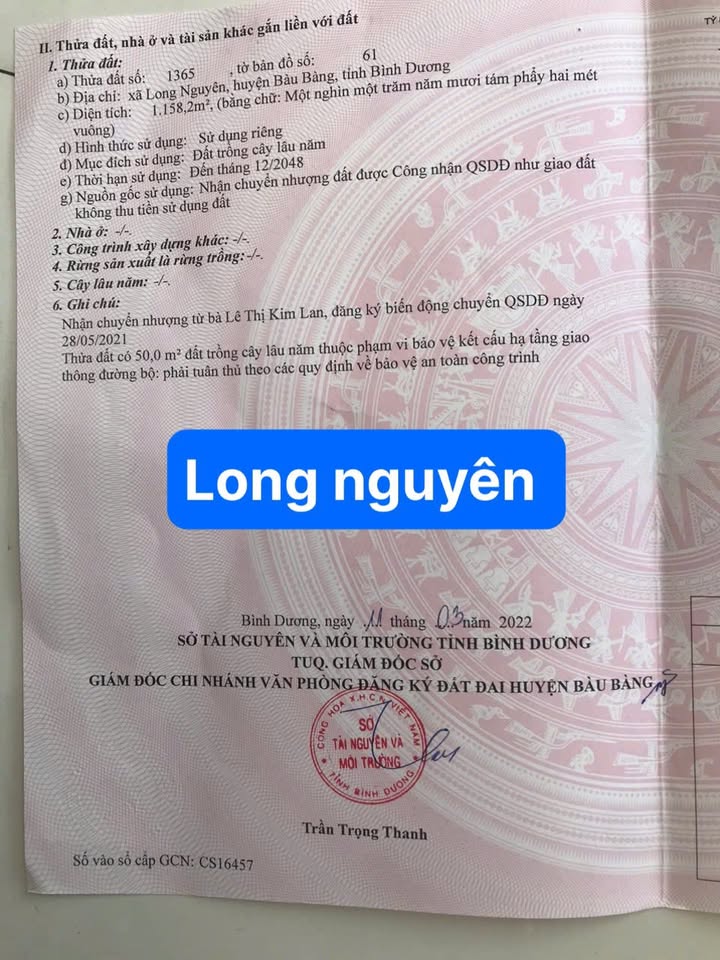 TỶ
II. Thửa đất, nhà ở và tài sản khác gắn liền với đất
1. Thửa đất:
a) Thửa đất số: 1365 , tờ bản đồ số: 61
b) Địa chỉ: xã Long Nguyên, huyện Bàu Bàng, tỉnh Bình Dương
c) Diện tích: 1.158,2m², (bằng chữ: Một nghìn một trăm năm mươi tám phẩy hai mét
vuông)
d) Hình thức sử dụng: Sử dụng riêng
đ) Mục đích sử dụng: Đất trồng cây lâu năm
e) Thời hạn sử dụng: Đến tháng 12/2048
g) Nguồn gốc sử dụng: Nhận chuyển nhượng đất được Công nhận QSDĐ như giao đất
không thu tiền sử dụng đất
2. Nhà ở: -/-.
3. Công trình xây dựng khác: -/-.
4. Rừng sản xuất là rừng trồng: -/-.
5. Cây lâu năm: -/-.
6. Ghi chú:
Nhận chuyển nhượng từ bà Lê Thị Kim Lan, đăng ký biến động chuyển QSDĐ ngày
28/05/2021
Thửa đất có 50,0 m² đất trồng cây lâu năm thuộc phạm vi bảo vệ kết cấu hạ tầng giao
thông đường bộ: phải tuân thủ theo các quy định về bảo vệ an toàn công trình
Long nguyên
Bình Dương, ngày 11 tháng 03 năm 2022
SỞ TÀI NGUYÊN VÀ MÔI TRƯỜNG TỈNH BÌNH DƯƠNG
TUQ. GIÁM ĐỐC SỞ
GIÁM ĐỐC CHI NHÁNH VĂN PHÒNG ĐĂNG KÝ ĐẤT ĐAI HUYỆN BÀU BÀNG
CỘNG HÒA X.H.C.N VIỆT NAM
SỞ
TÀI NGUYÊN VÀ
MÔI TRƯỜNG
TỈNH BÌNH DƯƠNG
Trần Trọng Thanh
Số vào sổ cấp GCN: CS16457